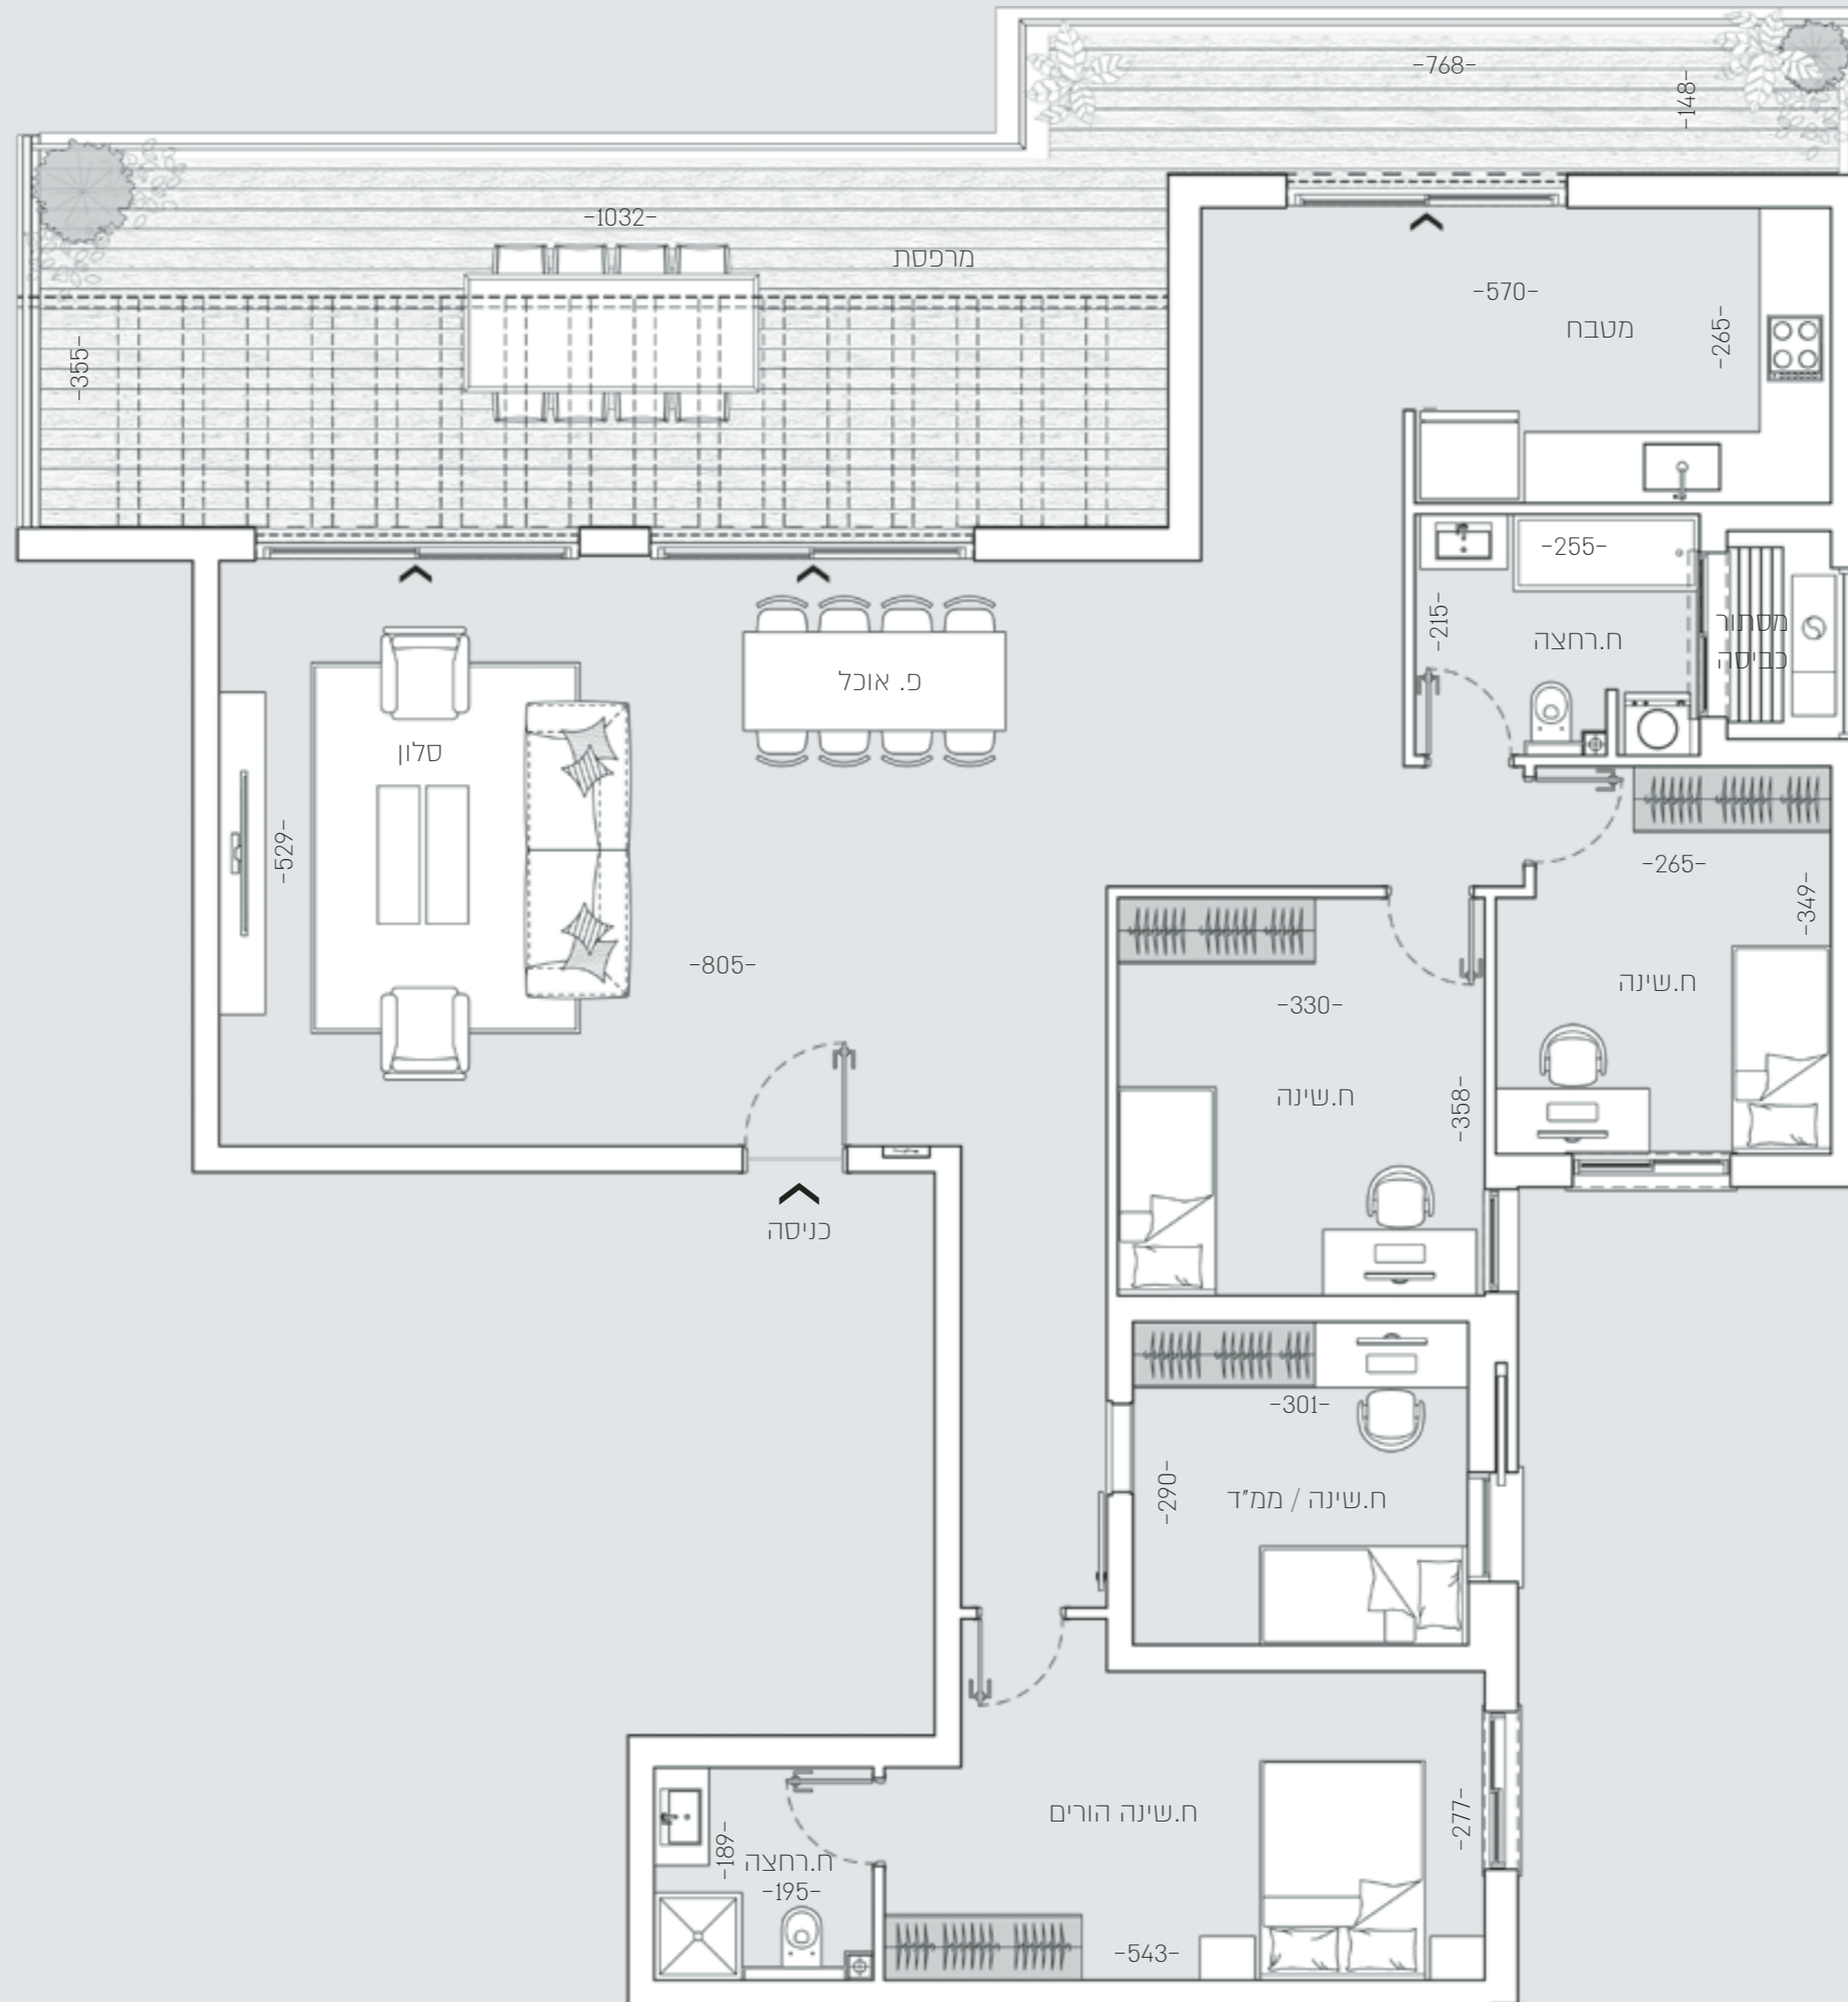 -768-
-148-
-1032-
מרפסת
-355-
-570-
מטבח
-265-
-255-
-215-
ח.רחצה
מסתור
כביסה
פ. אוכל
סלון
-529-
-805-
-265-
-349-
ח.שינה
-330-
ח.שינה
-358-
כניסה
-301-
-290-
ח.שינה / ממ"ד
ח.שינה הורים
-277-
-189-
ח.רחצה
-195-
-543-